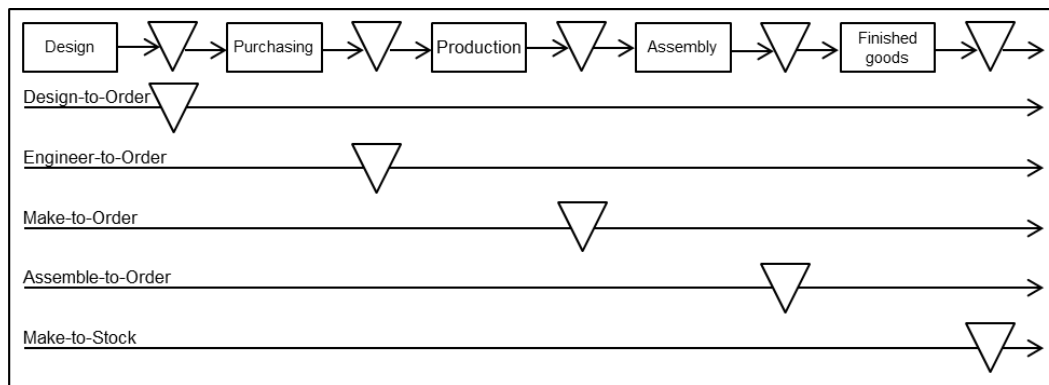 Design
Purchasing
Production
Assembly
Finished
goods
Design-to-Order
Engineer-to-Order
Make-to-Order
Assemble-to-Order
Make-to-Stock